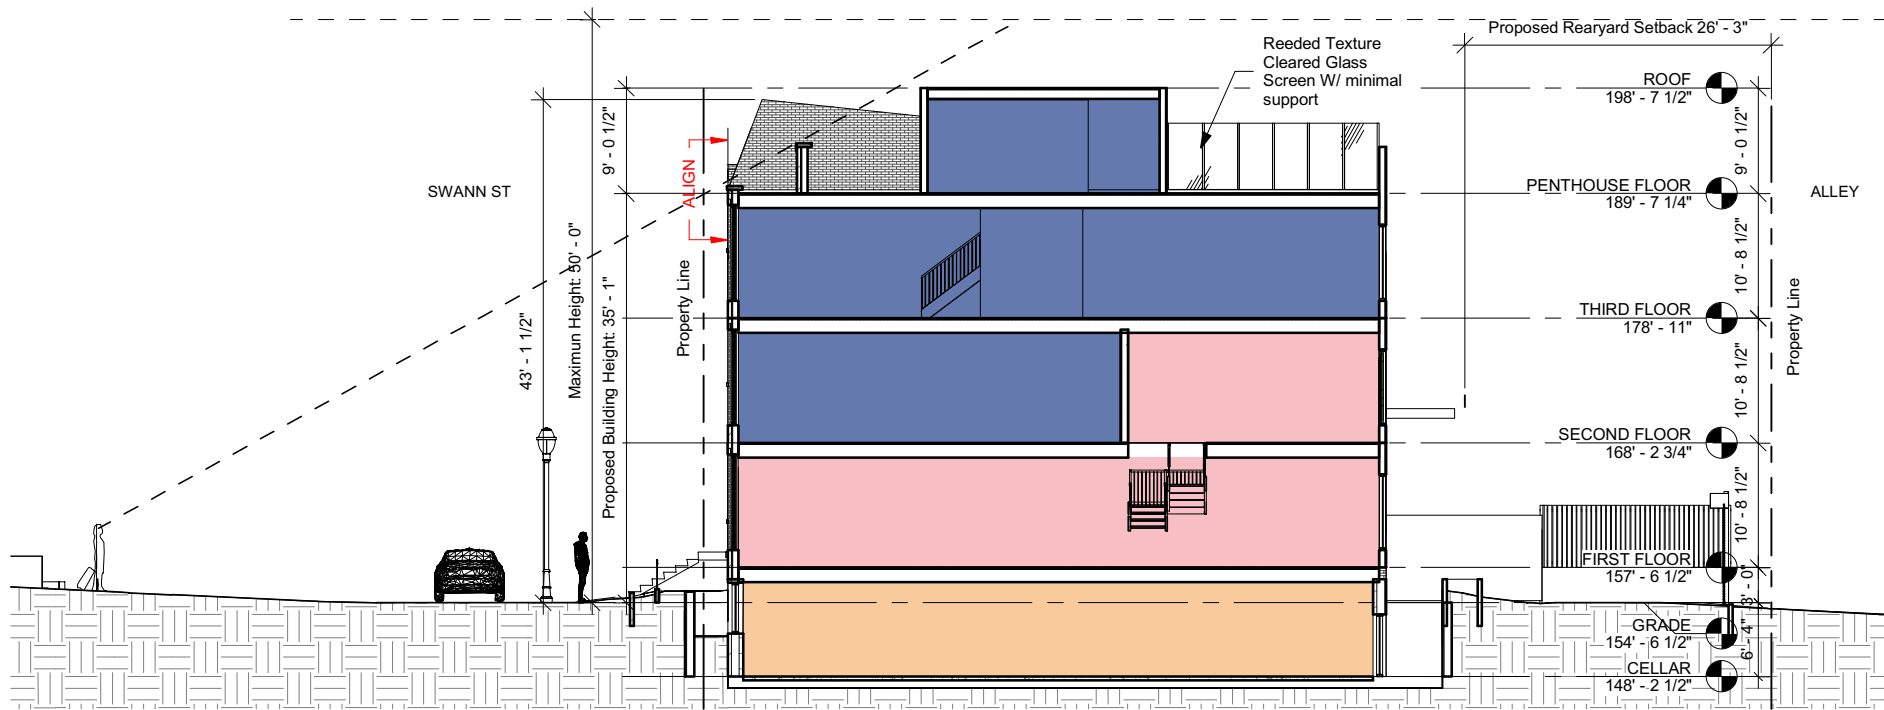 Proposed Rearyard Setback 26' - 3"
Reeded Texture
Cleared Glass
Screen W/ minimal
support
ROOF
198' - 7 1/2"
9' - 0 1/2"
9' - 0 1/2"
ALIGN
SWANN ST
PENTHOUSE FLOOR
189' - 7 1/4"
ALLEY
10' - 8 1/2"
43' - 1 1/2"
Maximun Height: 50' - 0"
Proposed Building Height: 35' - 1"
Property Line
THIRD FLOOR
178' - 11"
Property Line
10' - 8 1/2"
SECOND FLOOR
168' - 2 3/4"
10' - 8 1/2"
FIRST FLOOR
157' - 6 1/2"
3' - 0"
GRADE
154' - 6 1/2"
6' - 4"
CELLAR
148' - 2 1/2"